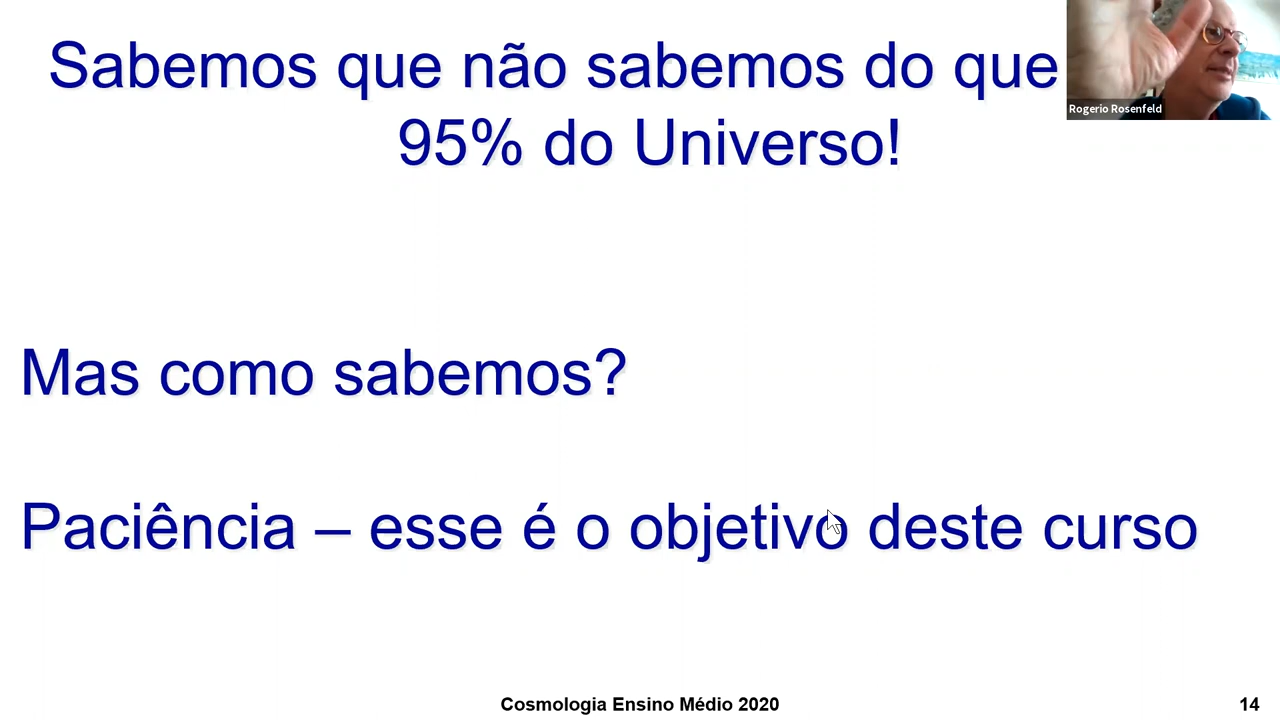 Sabemos que não sabemos do que
95% do Universo!
Rogerio Rosenfeld
Mas como sabemos?
Paciência – esse é o objetivo deste curso
Cosmologia Ensino Médio 2020
14